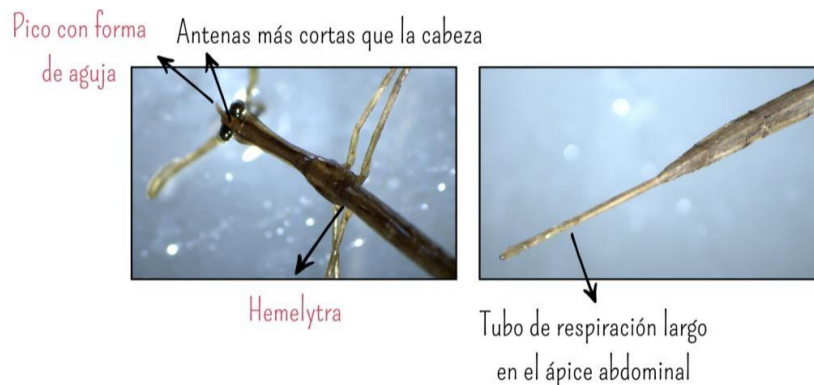 Pico con forma
de aguja
Antenas más cortas que la cabeza
Hemelytra
Tubo de respiración largo
en el ápice abdominal